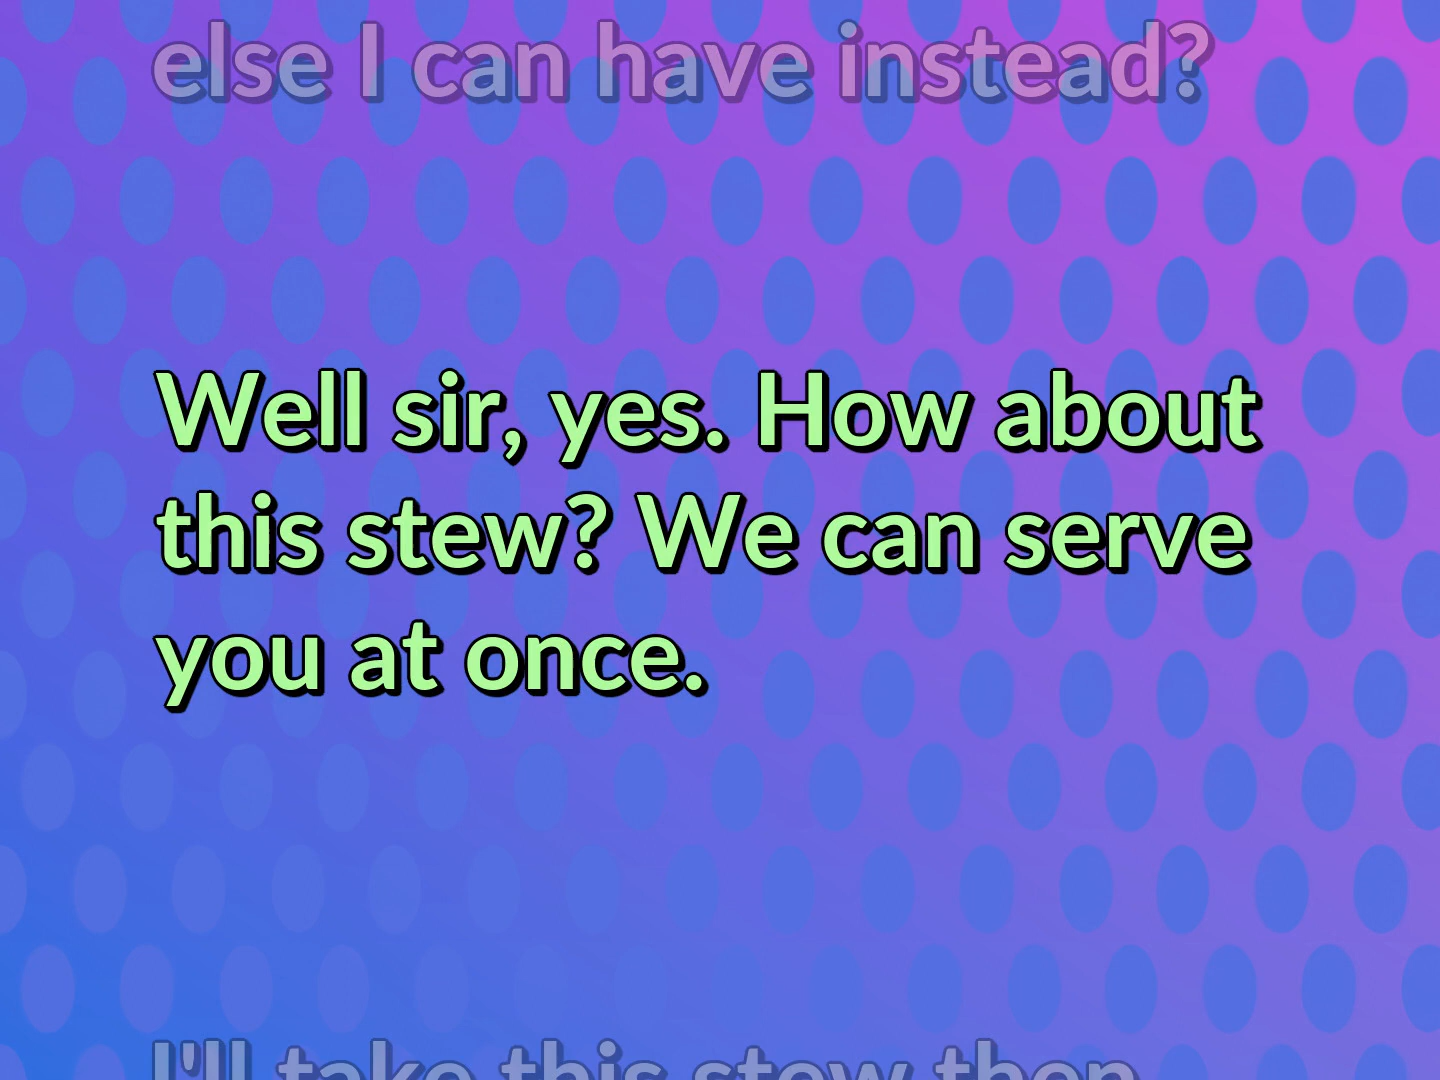 else I can have instead?
Well sir, yes. How about
this stew? We can serve
you at once.
I'll take this stew then